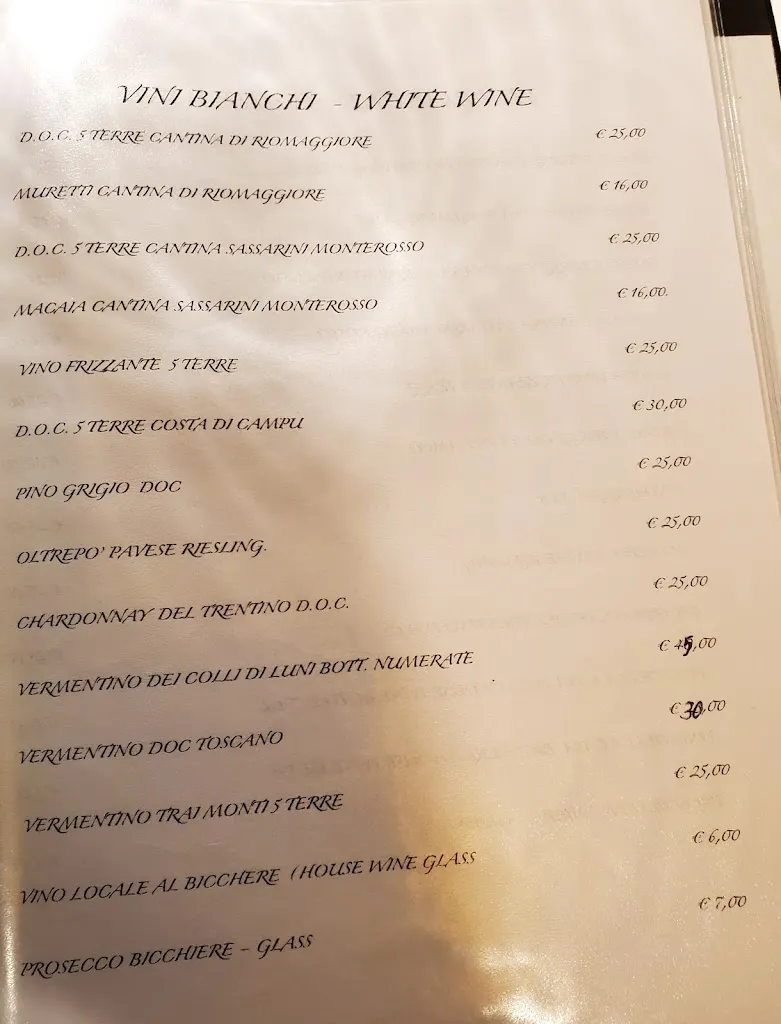 VINI BIANCHI - WHITE WINE
D.O.C. 5 TERRE CANTINA DI RIOMAGGIORE € 25,00
MURETTI CANTINA DI RIOMAGGIORE € 16,00
D.O.C. 5 TERRE CANTINA SASSARINI MONTEROSSO € 25,00
MACAIA CANTINA SASSARINI MONTEROSSO € 16,00.
VINO FRIZZANTE 5 TERRE € 25,00
D.O.C. 5 TERRE COSTA DI CAMPU € 30,00
PINO GRIGIO DOC € 25,00
OLTREPO' PAVESE RIESLING. € 25,00
CHARDONNAY DEL TRENTINO D.O.C. € 25,00
VERMENTINO DEI COLLI DI LUNI BOTT. NUMERATE € 45,00
VERMENTINO DOC TOSCANO € 30,00
VERMENTINO TRAI MONTI 5 TERRE € 25,00
VINO LOCALE AL BICCHERE (HOUSE WINE GLASS € 6,00
PROSECCO BICCHIERE - GLASS € 7,00